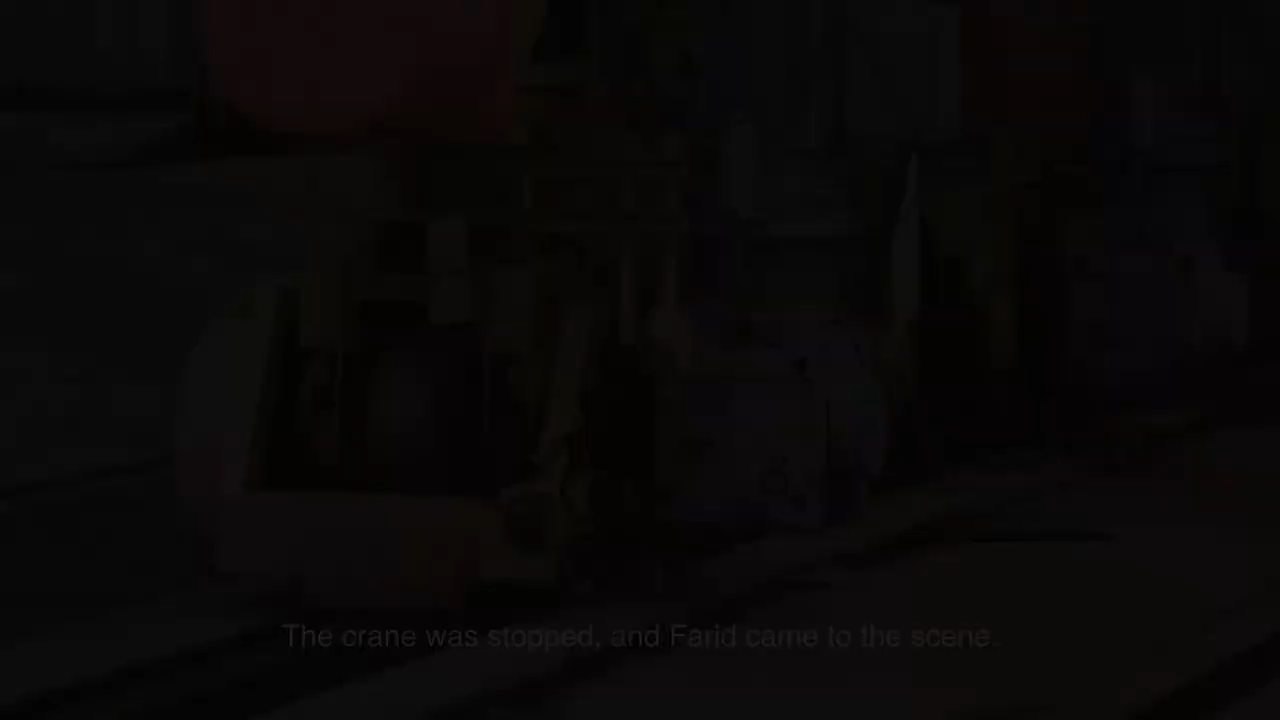 The crane was stopped, and Farid came to the scene.